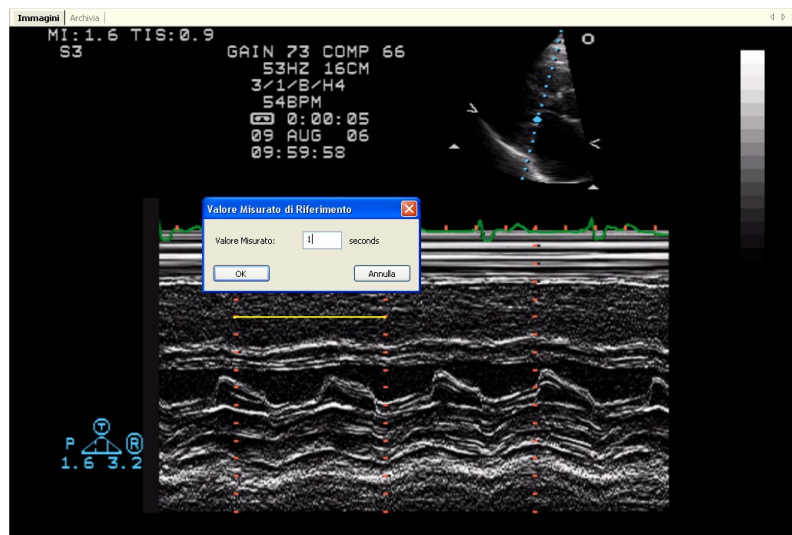 Immagini Archivia
MI:1.6 TIS:0.9
S3
GAIN 73 COMP 66
53HZ 16CM
3/1/B/H4
54BPM
0:00:05
09 AUG 06
09:59:58
Valore Misurato di Riferimento
Valore Misurato: 1 seconds
OK Annulla
T
P R
1.6 3.2